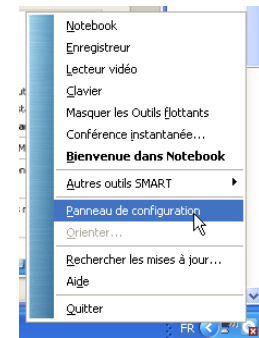 Notebook
Enregistreur
Lecteur vidéo
Clavier
Masquer les Outils flottants
Conférence instantanée...
Bienvenue dans Notebook
Autres outils SMART
Panneau de configuration
Orienter...
Rechercher les mises à jour...
Aide
Quitter
FR